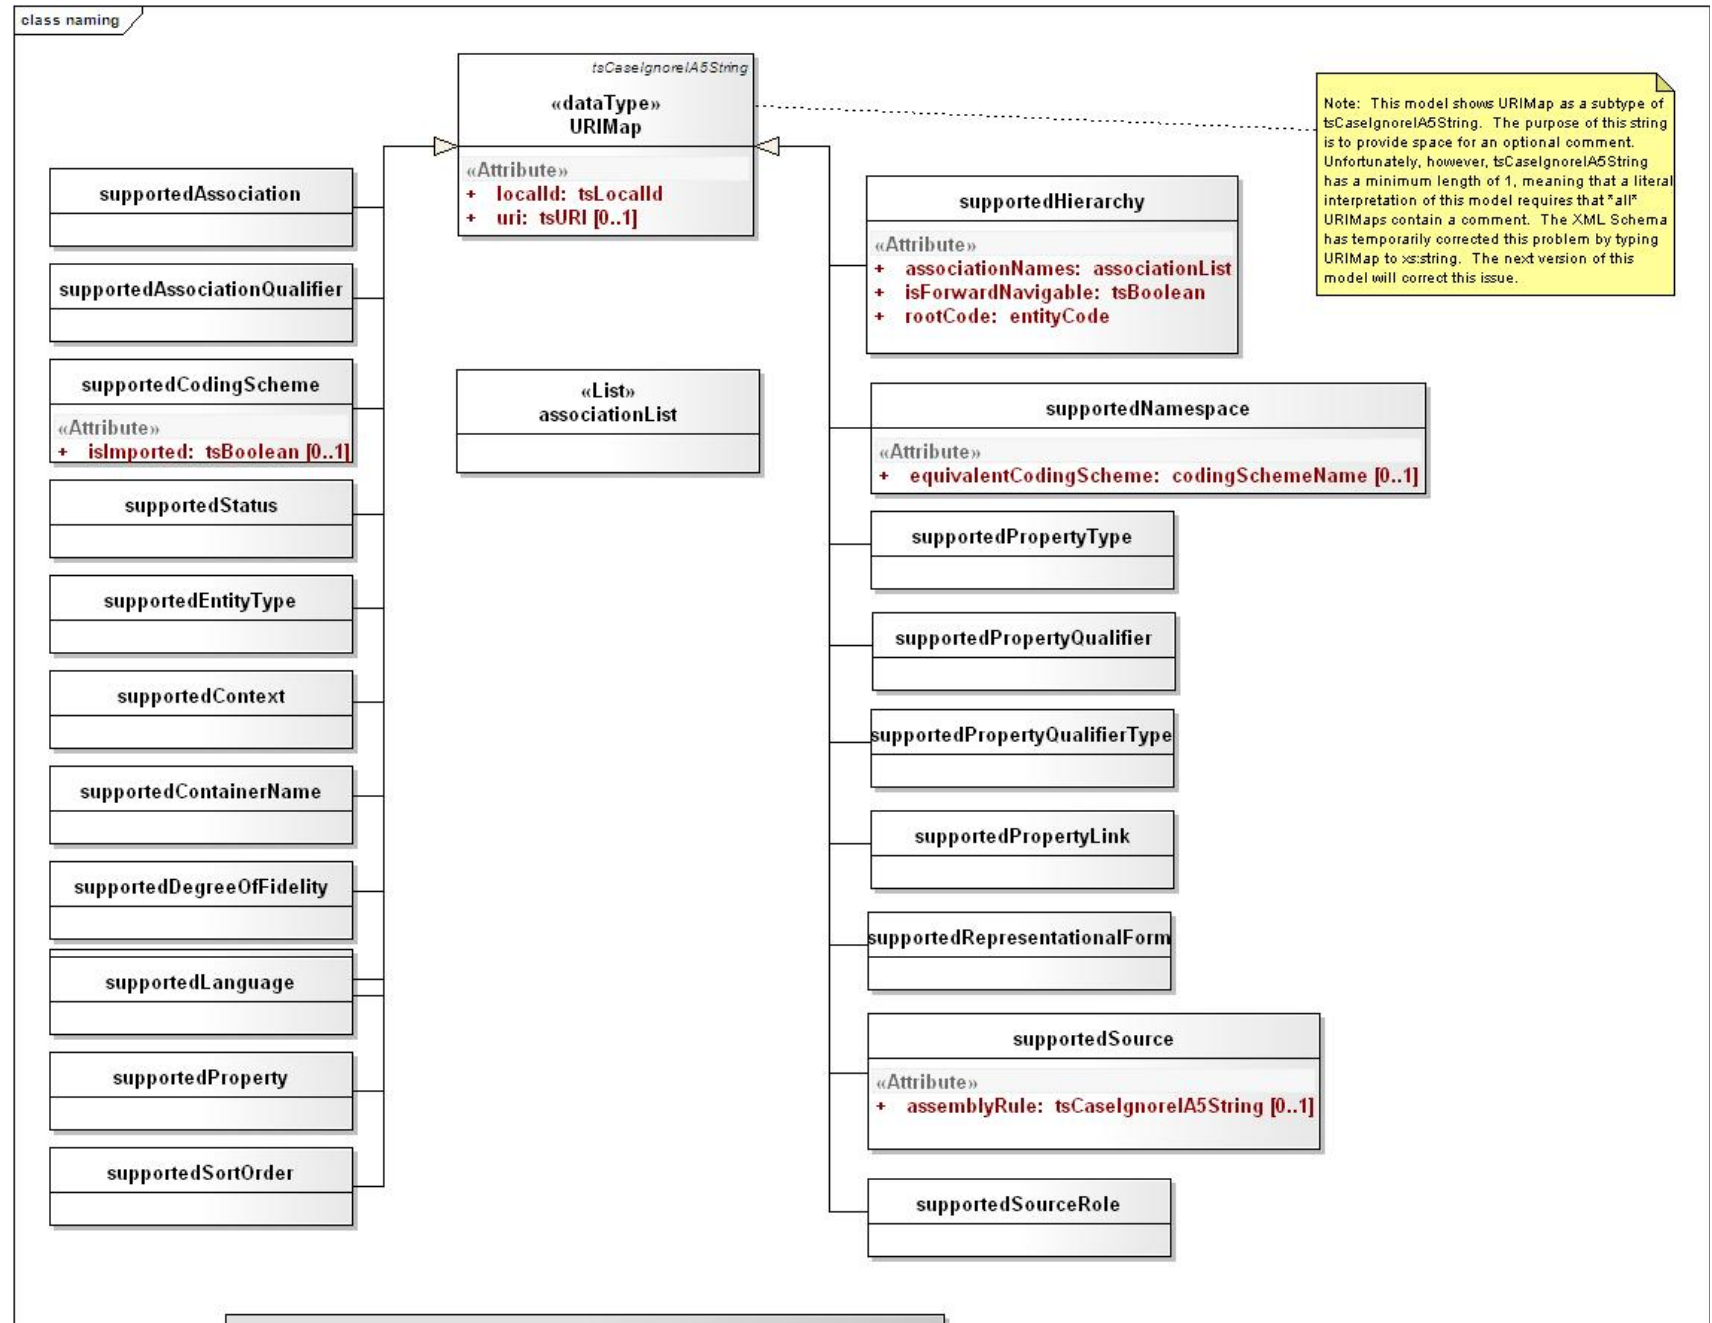 class naming
tsCaseIgnoreIA5String
«dataType»
URIMap
«Attribute»
+ localId: tsLocalId
+ uri: tsURI [0..1]
Note: This model shows URIMap as a subtype of
tsCaseIgnoreIA5String. The purpose of this string
is to provide space for an optional comment.
Unfortunately, however, tsCaseIgnoreIA5String
has a minimum length of 1, meaning that a literal
interpretation of this model requires that *all*
URIMaps contain a comment. The XML Schema
has temporarily corrected this problem by typing
URIMap to xs:string. The next version of this
model will correct this issue.
supportedAssociation
supportedAssociationQualifier
supportedCodingScheme
«Attribute»
+ isImported: tsBoolean [0..1]
supportedStatus
supportedEntityType
supportedContext
supportedContainerName
supportedDegreeOfFidelity
supportedLanguage
supportedProperty
supportedSortOrder
«List»
associationList
supportedHierarchy
«Attribute»
+ associationNames: associationList
+ isForwardNavigable: tsBoolean
+ rootCode: entityCode
supportedNamespace
«Attribute»
+ equivalentCodingScheme: codingSchemeName [0..1]
supportedPropertyType
supportedPropertyQualifier
supportedPropertyQualifierType
supportedPropertyLink
supportedRepresentationalForm
supportedSource
«Attribute»
+ assemblyRule: tsCaseIgnoreIA5String [0..1]
supportedSourceRole